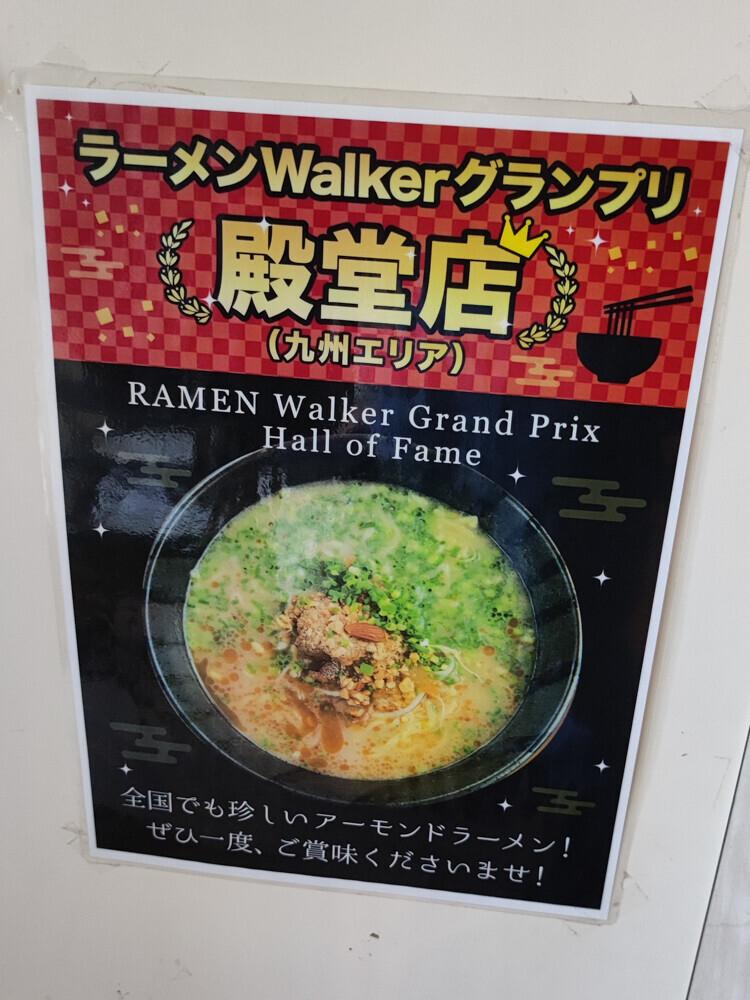 ラーメンWalkerグランプリ
殿堂店
(九州エリア)
RAMEN Walker Grand Prix
Hall of Fame
全国でも珍しいアーモンドラーメン!
ぜひ一度、ご賞味くださいませ!